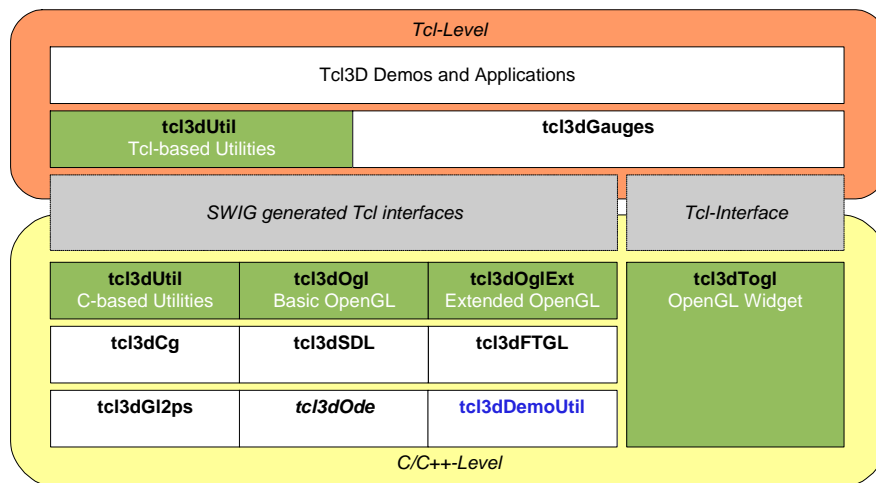 Tcl-Level
Tcl3D Demos and Applications
tcl3dUtil
Tcl-based Utilities
tcl3dGauges
SWIG generated Tcl interfaces
Tcl-Interface
tcl3dUtil
C-based Utilities
tcl3dOgl
Basic OpenGL
tcl3dOglExt
Extended OpenGL
tcl3dTogl
OpenGL Widget
tcl3dCg
tcl3dSDL
tcl3dFTGL
tcl3dGl2ps
tcl3dOde
tcl3dDemoUtil
C/C++-Level